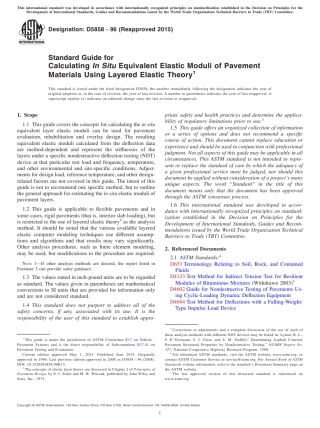 This international standard was developed in accordance with internationally recognized principles on standardization established in the Decision on Principles for the
Development of International Standards, Guides and Recommendations issued by the World Trade Organization Technical Barriers to Trade (TBT) Committee.
Designation: D5858 − 96 (Reapproved 2015)
Standard Guide for
Calculating In Situ Equivalent Elastic Moduli of Pavement
Materials Using Layered Elastic Theory1
This standard is issued under the fixed designation D5858; the number immediately following the designation indicates the year of
original adoption or, in the case of revision, the year of last revision. A number in parentheses indicates the year of last reapproval. A
superscript epsilon (ε) indicates an editorial change since the last revision or reapproval.
1. Scope
1.1 This guide covers the concepts for calculating the in situ
equivalent layer elastic moduli can be used for pavement
evaluation, rehabilitation and overlay design. The resulting
equivalent elastic moduli calculated from the deflection data
are method-dependent and represent the stiffnesses of the
layers under a specific nondestructive deflection testing (NDT)
device at that particular test load and frequency, temperature,
and other environmental and site-specific conditions. Adjust-
ments for design load, reference temperature, and other design-
related factors are not covered in this guide. The intent of this
guide is not to recommend one specific method, but to outline
the general approach for estimating the in situ elastic moduli of
pavement layers.
1.2 This guide is applicable to flexible pavements and in
some cases, rigid pavements (that is, interior slab loading), but
is restricted to the use of layered elastic theory2 as the analysis
method. It should be noted that the various available layered
elastic computer modeling techniques use different assump-
tions and algorithms and that results may vary significantly.
Other analysis procedures, such as finite element modeling,
may be used, but modifications to the procedure are required.
NOTE 1—If other analysis methods are desired, the report listed in
Footnote 3 can provide some guidance.
1.3 The values stated in inch-pound units are to be regarded
as standard. The values given in parentheses are mathematical
conversions to SI units that are provided for information only
and are not considered standard.
1.4 This standard does not purport to address all of the
safety concerns, if any, associated with its use. It is the
responsibility of the user of this standard to establish appro-
1 This guide is under the jurisdiction of ASTM Committee E17 on Vehicle -
Pavement Systems and is the direct responsibility of Subcommittee E17.41 on
Pavement Testing and Evaluation.
Current edition approved May 1, 2015. Published June 2015. Originally
approved in 1996. Last previous edition approved in 2008 as D5858 – 96 (2008).
DOI: 10.1520/D5858-96R15.
2 The concepts of elastic layer theory are discussed in Chapter 2 of Principles of
Pavement Design, by E. J. Yoder and M. W. Witczak, published by John Wiley and
Sons, Inc., 1975.
priate safety and health practices and determine the applica-
bility of regulatory limitations prior to use.3
1.5 This guide offers an organized collection of information
or a series of options and does not recommend a specific
course of action. This document cannot replace education or
experience and should be used in conjunction with professional
judgment. Not all aspects of this guide may be applicable in all
circumstances. This ASTM standard is not intended to repre-
sent or replace the standard of care by which the adequacy of
a given professional service must be judged, nor should this
document be applied without consideration of a project's many
unique aspects. The word "Standard" in the title of this
document means only that the document has been approved
through the ASTM consensus process.
1.6 This international standard was developed in accor-
dance with internationally recognized principles on standard-
ization established in the Decision on Principles for the
Development of International Standards, Guides and Recom-
mendations issued by the World Trade Organization Technical
Barriers to Trade (TBT) Committee.
2. Referenced Documents
2.1 ASTM Standards:4
D653 Terminology Relating to Soil, Rock, and Contained
Fluids
D4123 Test Method for Indirect Tension Test for Resilient
Modulus of Bituminous Mixtures (Withdrawn 2003)5
D4602 Guide for Nondestructive Testing of Pavements Us-
ing Cyclic-Loading Dynamic Deflection Equipment
D4694 Test Method for Deflections with a Falling-Weight-
Type Impulse Load Device
3 Corrections or adjustments and a complete discussion of the use of each of
these analysis methods with different NDT devices may be found in: Lytton, R. L.,
F. P. Germann, Y. J. Chou, and S. M. Stoffels "Determining Asphalt Concrete
Pavement Structural Properties by Nondestructive Testing," NCHRP Report No.
327, National Cooperative Highway Research Program, 1990.
4 For referenced ASTM standards, visit the ASTM website, www.astm.org, or
contact ASTM Customer Service at service@astm.org. For Annual Book of ASTM
Standards volume information, refer to the standard's Document Summary page on
the ASTM website.
5 The last approved version of this historical standard is referenced on
www.astm.org.
Copyright © ASTM International, 100 Barr Harbor Drive, PO Box C700, West Conshohocken, PA 19428-2959. United States
1